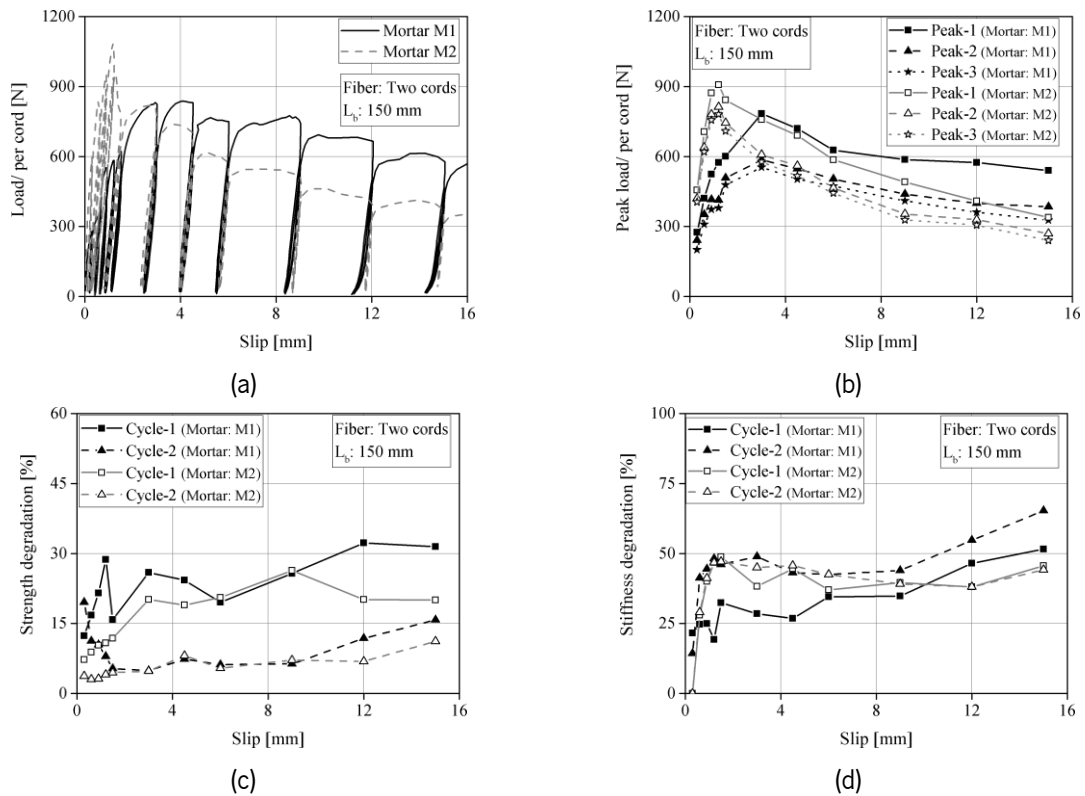 1200
900
600
300
0
Load/ per cord [N]
Mortar M1
Mortar M2
Fiber: Two cords
L_b: 150 mm
0 4 8 12 16
Slip [mm]
(a)
1200
900
600
300
0
Peak load/ per cord [N]
Fiber: Two cords
L_b: 150 mm
Peak-1 (Mortar: M1)
Peak-2 (Mortar: M1)
Peak-3 (Mortar: M1)
Peak-1 (Mortar: M2)
Peak-2 (Mortar: M2)
Peak-3 (Mortar: M2)
0 4 8 12 16
Slip [mm]
(b)
60
45
30
15
0
Strength degradation [%]
Cycle-1 (Mortar: M1)
Cycle-2 (Mortar: M1)
Cycle-1 (Mortar: M2)
Cycle-2 (Mortar: M2)
Fiber: Two cords
L_b: 150 mm
0 4 8 12 16
Slip [mm]
(c)
100
75
50
25
0
Stiffness degradation [%]
Cycle-1 (Mortar: M1)
Cycle-2 (Mortar: M1)
Cycle-1 (Mortar: M2)
Cycle-2 (Mortar: M2)
Fiber: Two cords
L_b: 150 mm
0 4 8 12 16
Slip [mm]
(d)